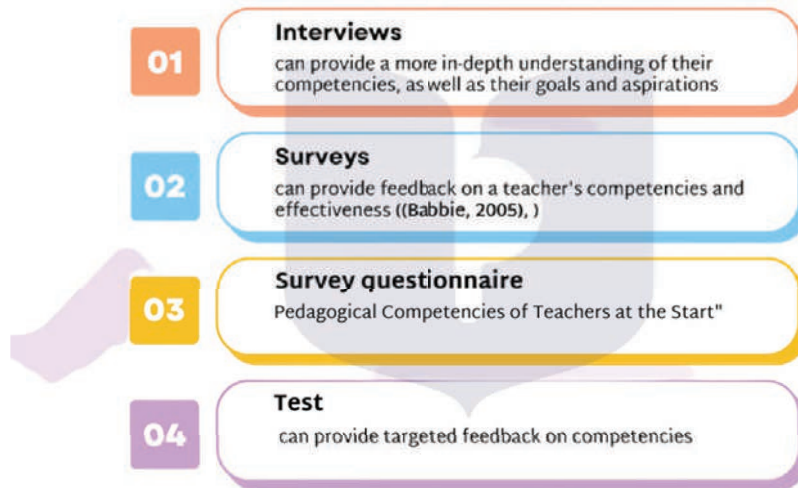 01
Interviews
can provide a more in-depth understanding of their
competencies, as well as their goals and aspirations
02
Surveys
can provide feedback on a teacher's competencies and
effectiveness ((Babbie, 2005), )
03
Survey questionnaire
Pedagogical Competencies of Teachers at the Start"
04
Test
can provide targeted feedback on competencies